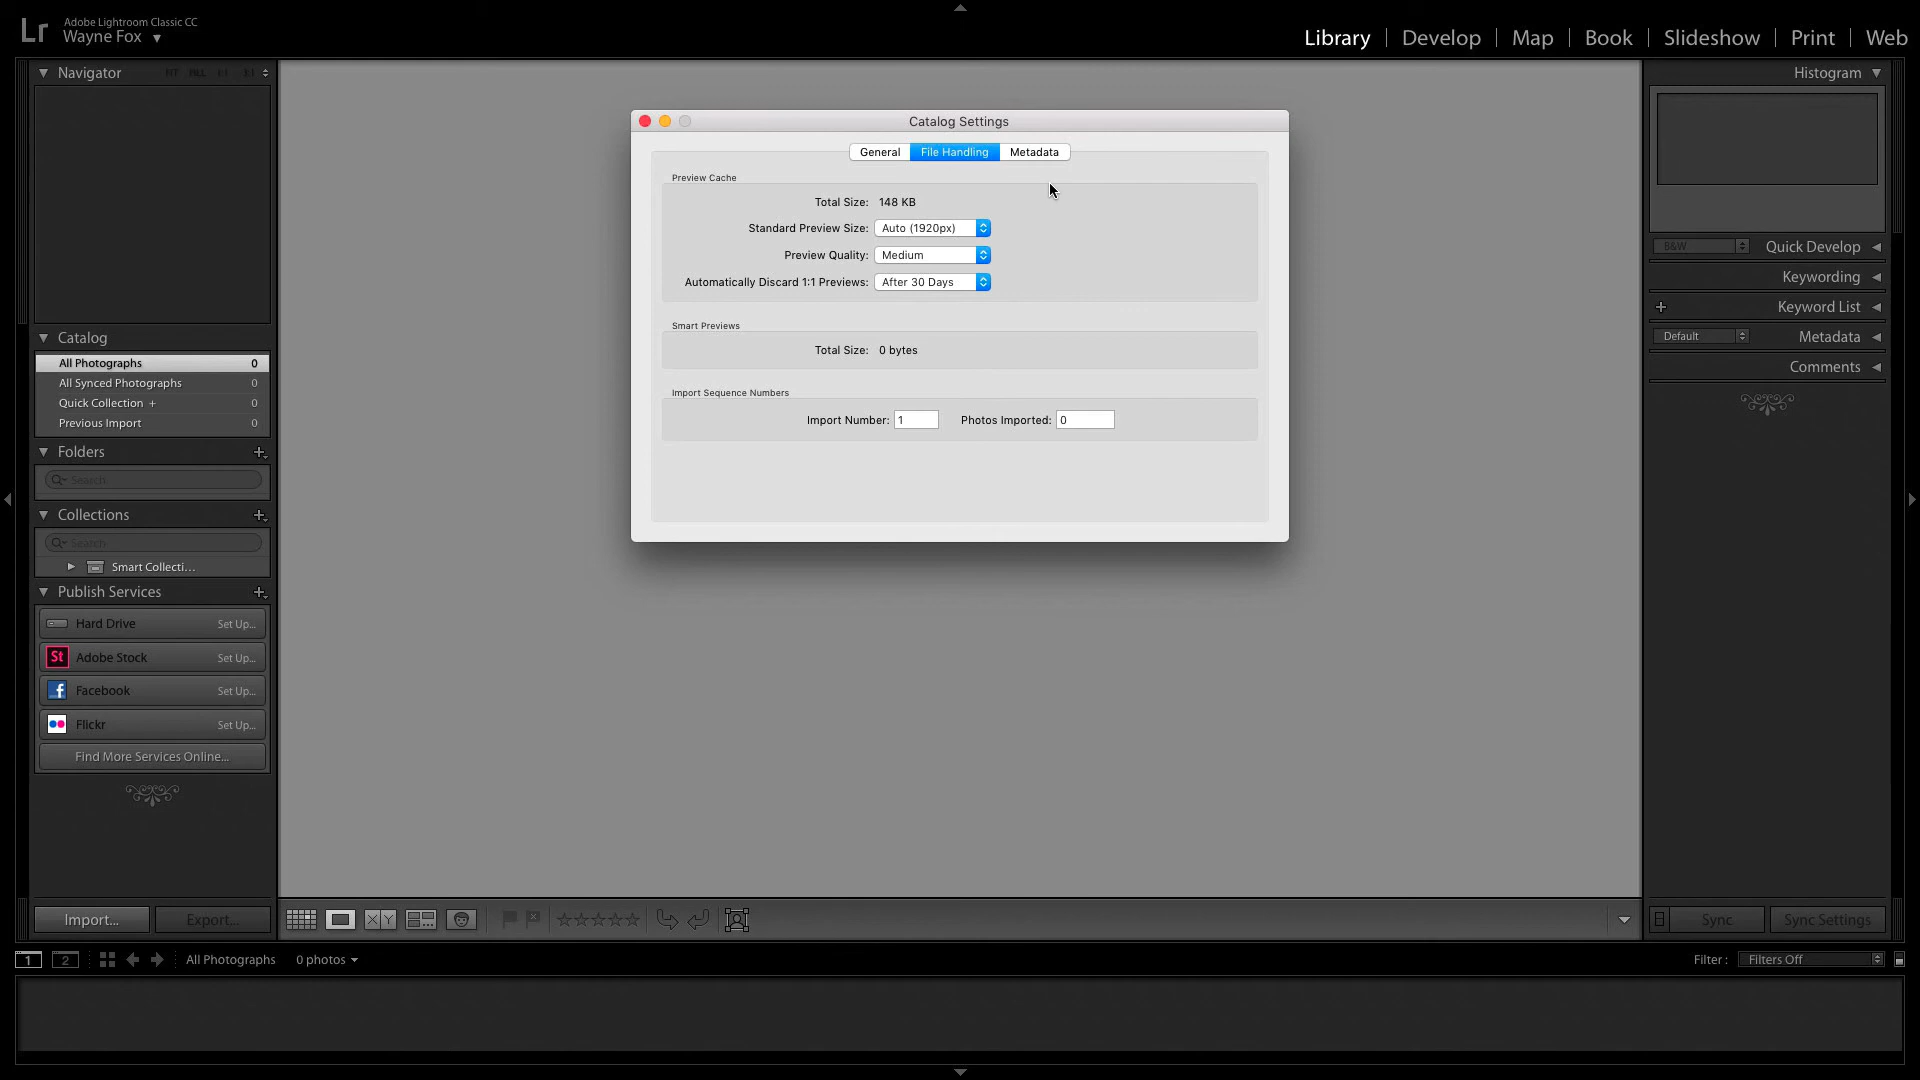 Lr
Adobe Lightroom Classic CC
Wayne Fox
Library | Develop | Map | Book | Slideshow | Print | Web
Navigator
Catalog
All Photographs 0
All Synced Photographs 0
Quick Collection + 0
Previous Import 0
Folders
Search
Collections
Search
Smart Collecti...
Publish Services
Hard Drive Set Up...
St Adobe Stock Set Up...
f Facebook Set Up...
Flickr Set Up...
Find More Services Online...
Import... Export...
Catalog Settings
General File Handling Metadata
Preview Cache
Total Size: 148 KB
Standard Preview Size: Auto (1920px)
Preview Quality: Medium
Automatically Discard 1:1 Previews: After 30 Days
Smart Previews
Total Size: 0 bytes
Import Sequence Numbers
Import Number: 1 Photos Imported: 0
Histogram
B&W Quick Develop
Keywording
Keyword List
Default Metadata
Comments
X Y
Sync Sync Settings
1 2 All Photographs 0 photos
Filter : Filters Off